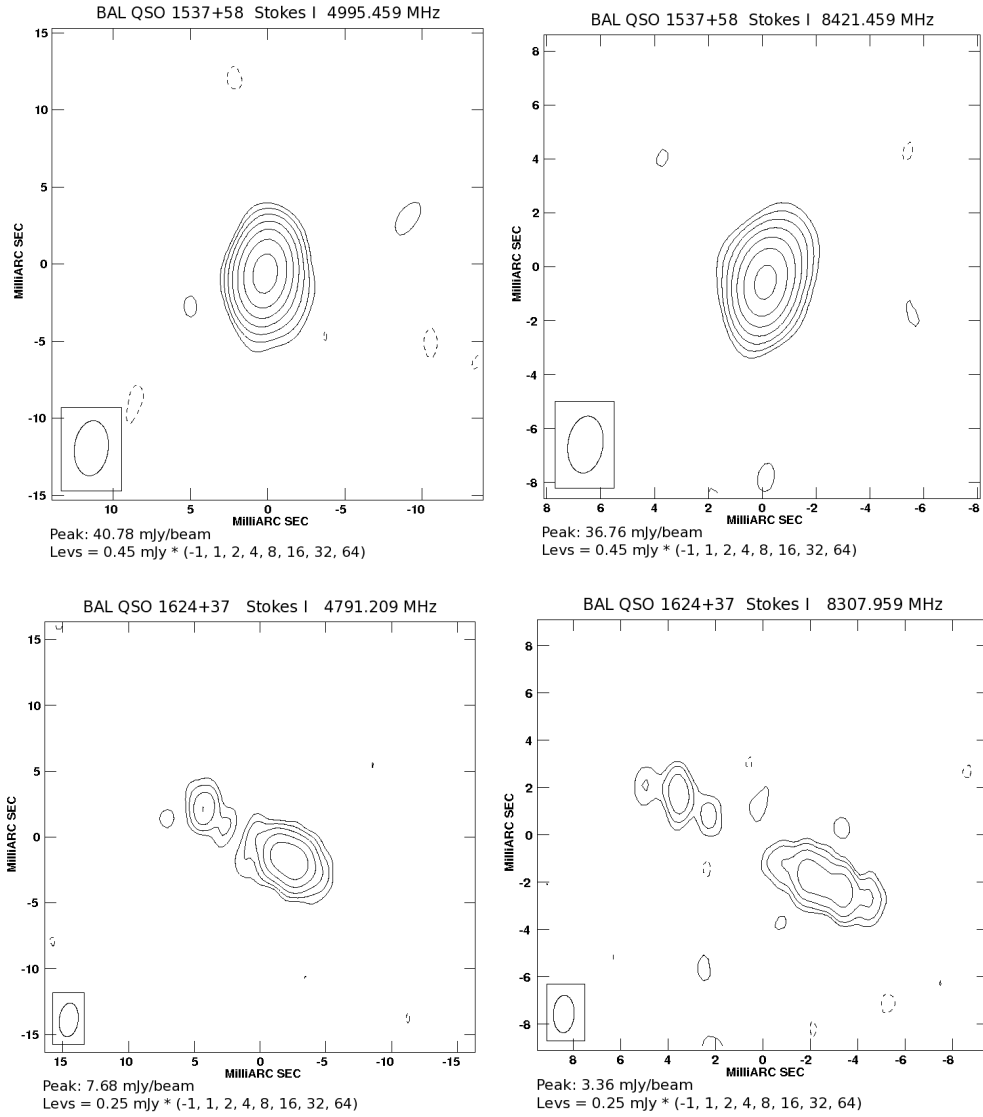 BAL QSO 1537+58 Stokes I 4995.459 MHz
15
10
5
0
-5
-10
-15
MilliARC SEC
10 5 0 -5 -10
MilliARC SEC
Peak: 40.78 mJy/beam
Levs = 0.45 mJy * (-1, 1, 2, 4, 8, 16, 32, 64)
BAL QSO 1537+58 Stokes I 8421.459 MHz
8
6
4
2
0
-2
-4
-6
-8
MilliARC SEC
8 6 4 2 0 -2 -4 -6 -8
MilliARC SEC
Peak: 36.76 mJy/beam
Levs = 0.45 mJy * (-1, 1, 2, 4, 8, 16, 32, 64)
BAL QSO 1624+37 Stokes I 4791.209 MHz
15
10
5
0
-5
-10
-15
MilliARC SEC
15 10 5 0 -5 -10 -15
MilliARC SEC
Peak: 7.68 mJy/beam
Levs = 0.25 mJy * (-1, 1, 2, 4, 8, 16, 32, 64)
BAL QSO 1624+37 Stokes I 8307.959 MHz
8
6
4
2
0
-2
-4
-6
-8
MilliARC SEC
8 6 4 2 0 -2 -4 -6 -8
MilliARC SEC
Peak: 3.36 mJy/beam
Levs = 0.25 mJy * (-1, 1, 2, 4, 8, 16, 32, 64)